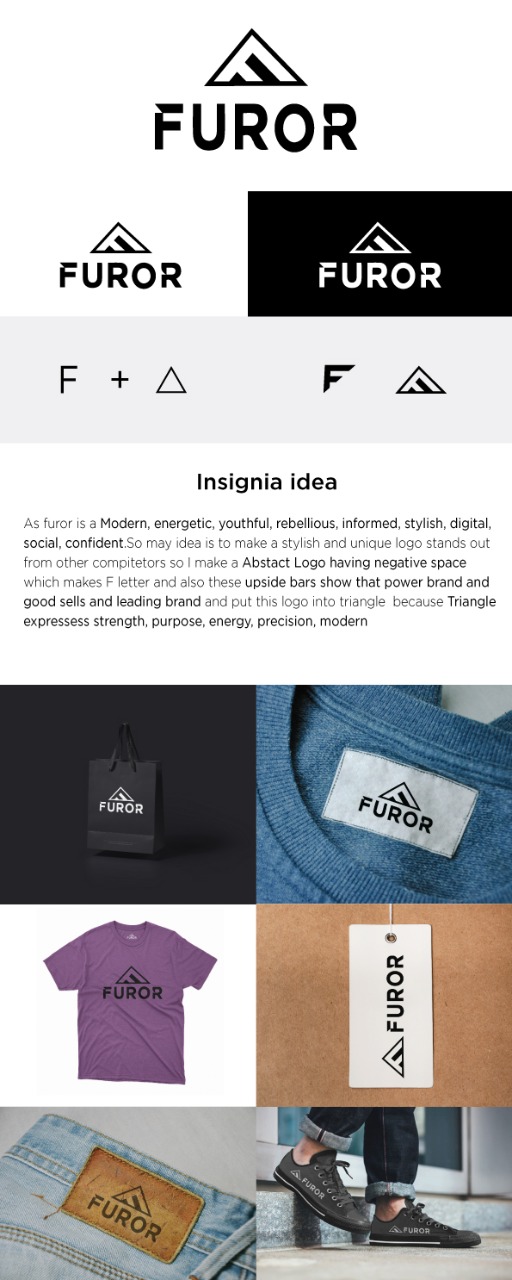 FUROR
FUROR
FUROR
F + △
F
Insignia idea
As furor is a Modern, energetic, youthful, rebellious, informed, stylish, digital,
social, confident.So may idea is to make a stylish and unique logo stands out
from other compitetors so I make a Abstact Logo having negative space
which makes F letter and also these upside bars show that power brand and
good sells and leading brand and put this logo into triangle because Triangle
expressess strength, purpose, energy, precision, modern
FUROR
FUROR
FUROR
FUROR
FUROR
FUROR
FUROR